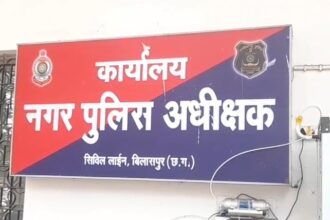 कार्यालय
नगर पुलिस अधीक्षक
सिविल लाईन, बिलासपुर (छ.ग.)